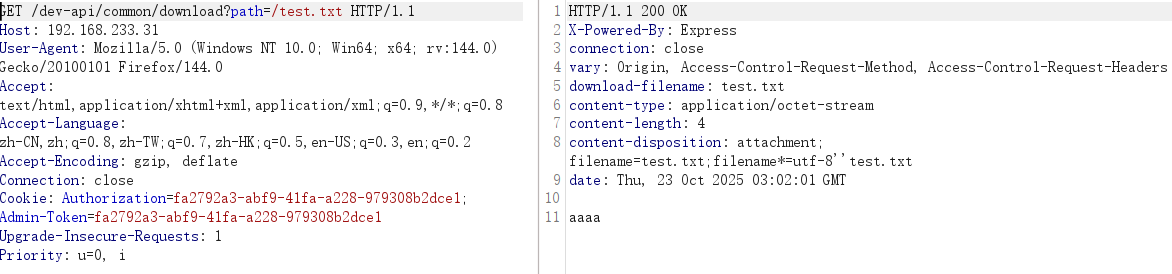 GET /dev-api/common/download?path=/test.txt HTTP/1.1
Host: 192.168.233.31
User-Agent: Mozilla/5.0 (Windows NT 10.0; Win64; x64; rv:144.0)
Gecko/20100101 Firefox/144.0
Accept:
text/html,application/xhtml+xml,application/xml;q=0.9,*/*;q=0.8
Accept-Language:
zh-CN,zh;q=0.8,zh-TW;q=0.7,zh-HK;q=0.5,en-US;q=0.3,en;q=0.2
Accept-Encoding: gzip, deflate
Connection: close
Cookie: Authorization=fa2792a3-abf9-41fa-a228-979308b2dce1;
Admin-Token=fa2792a3-abf9-41fa-a228-979308b2dce1
Upgrade-Insecure-Requests: 1
Priority: u=0, i
1 HTTP/1.1 200 OK
2 X-Powered-By: Express
3 connection: close
4 vary: Origin, Access-Control-Request-Method, Access-Control-Request-Headers
5 download-filename: test.txt
6 content-type: application/octet-stream
7 content-length: 4
8 content-disposition: attachment;
filename=test.txt;filename*=utf-8''test.txt
9 date: Thu, 23 Oct 2025 03:02:01 GMT
10
11 aaaa